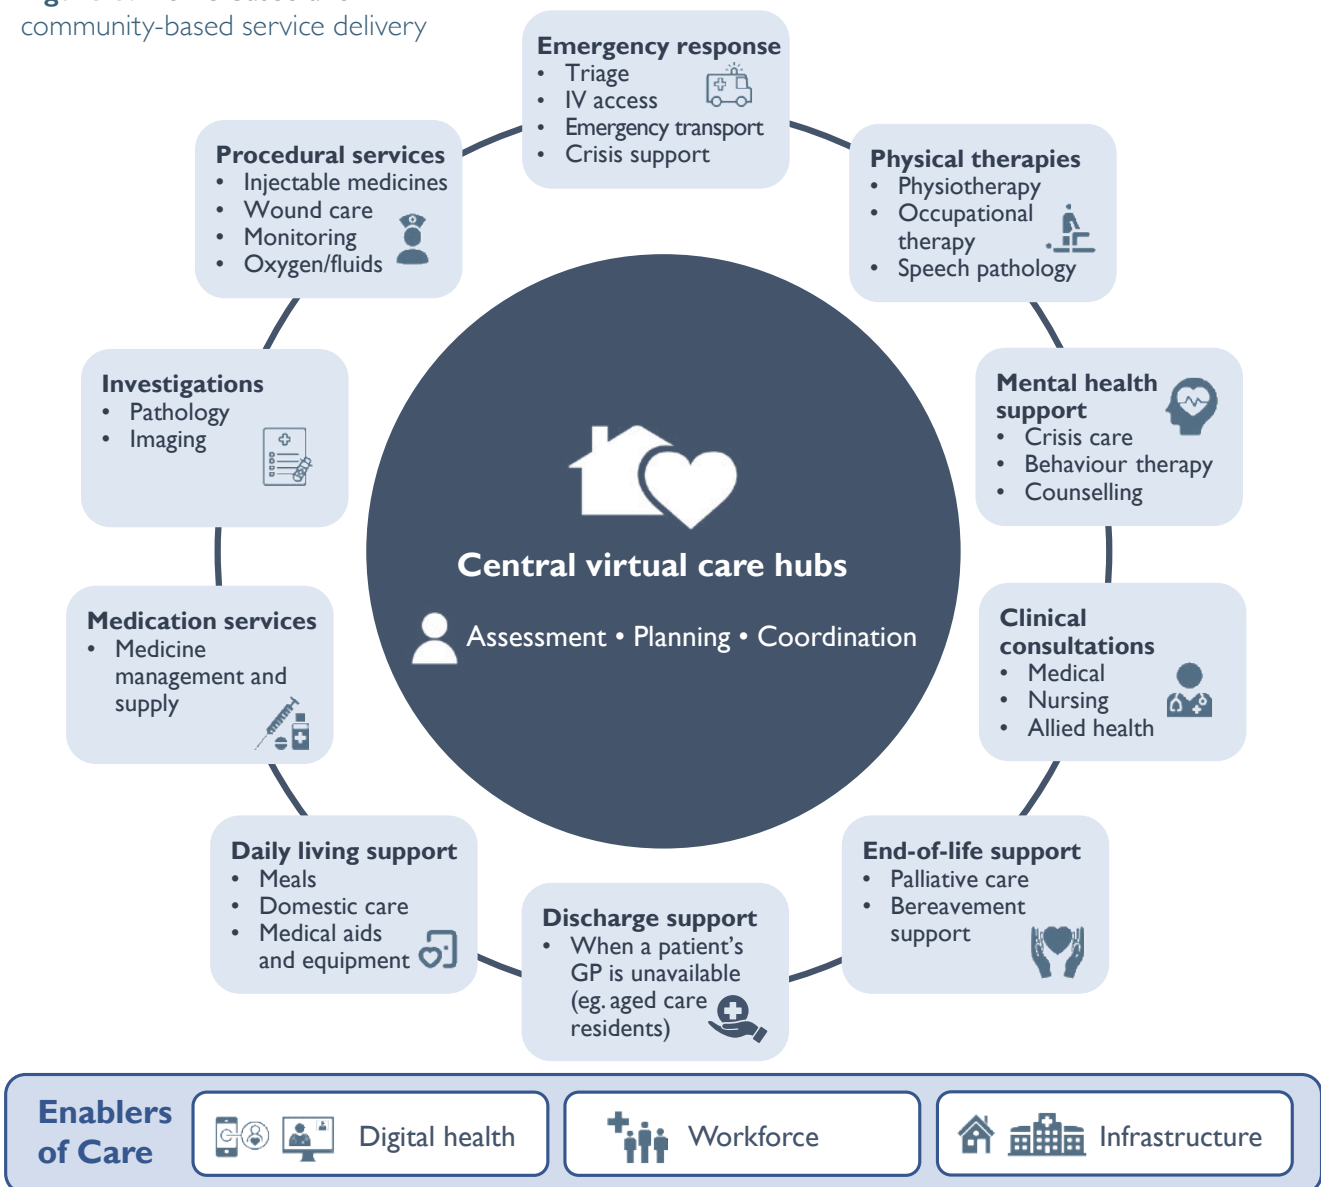 community-based service delivery
Emergency response
• Triage
• IV access
• Emergency transport
• Crisis support
Physical therapies
• Physiotherapy
• Occupational
therapy
• Speech pathology
Mental health
support
• Crisis care
• Behaviour therapy
• Counselling
Clinical
consultations
• Medical
• Nursing
• Allied health
End-of-life support
• Palliative care
• Bereavement
support
Discharge support
• When a patient's
GP is unavailable
(eg. aged care
residents)
Daily living support
• Meals
• Domestic care
• Medical aids
and equipment
Medication services
• Medicine
management and
supply
Investigations
• Pathology
• Imaging
Procedural services
• Injectable medicines
• Wound care
• Monitoring
• Oxygen/fluids
Central virtual care hubs
Assessment • Planning • Coordination
Enablers
of Care
Digital health
Workforce
Infrastructure